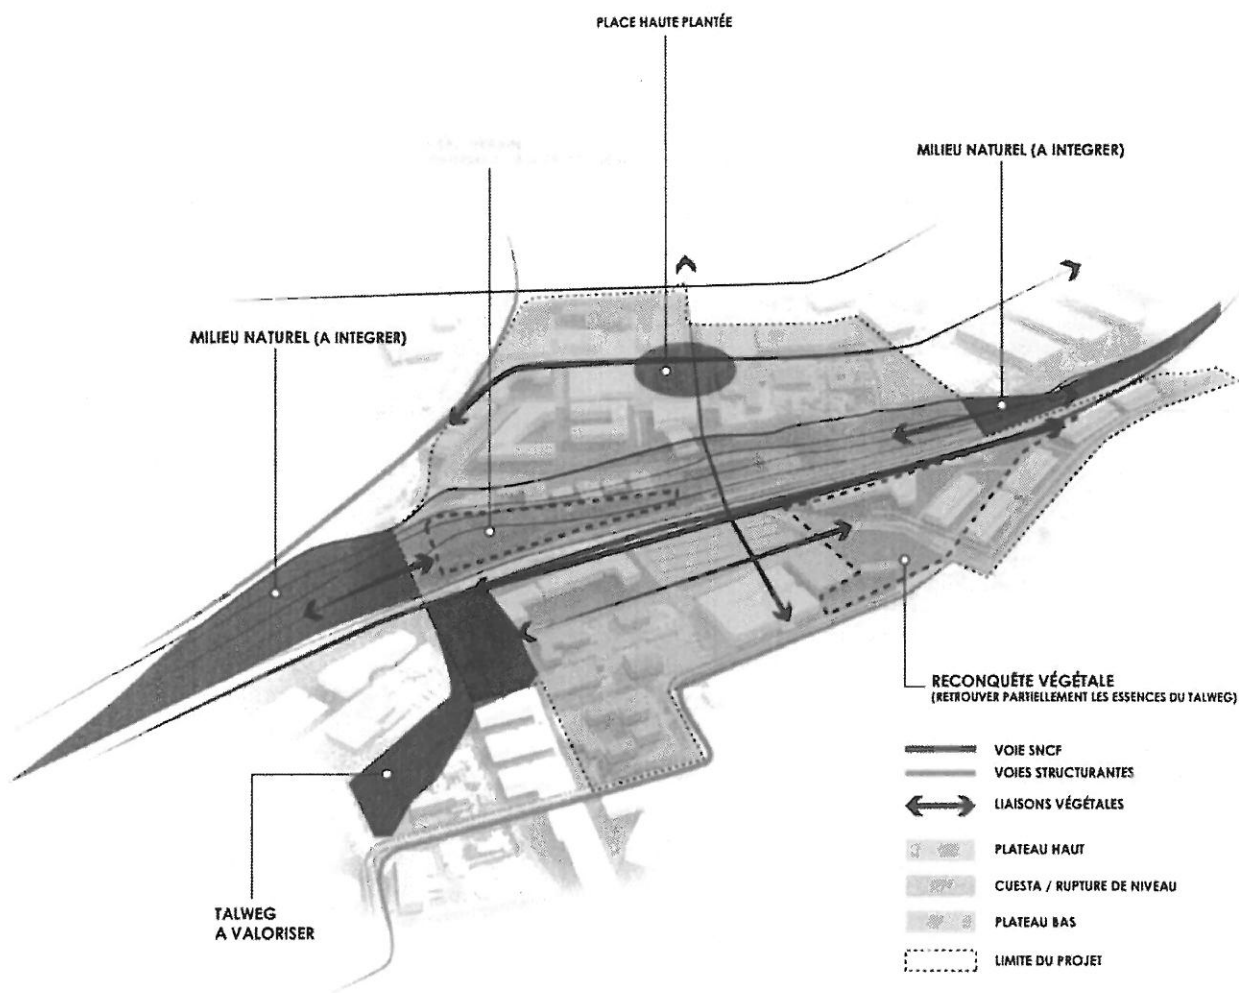 PLACE HAUTE PLANTÉE
MILIEU NATUREL (A INTEGRER)
MILIEU NATUREL (A INTEGRER)
RECONQUÊTE VÉGÉTALE
(RETROUVER PARTIELLEMENT LES ESSENCES DU TALWEG)
TALWEG
A VALORISER
VOIE SNCF
VOIES STRUCTURANTES
LIAISONS VÉGÉTALES
PLATEAU HAUT
CUESTA / RUPTURE DE NIVEAU
PLATEAU BAS
LIMITE DU PROJET